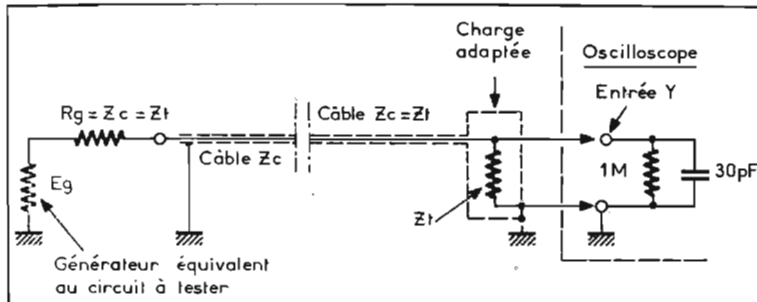 Charge
adaptée
Oscilloscope
Entrée Y
Rg = Zc = Zt
Câble Zc = Zt
Câble Zc
1M
30pF
Eg
Zt
Générateur équivalent
au circuit à tester